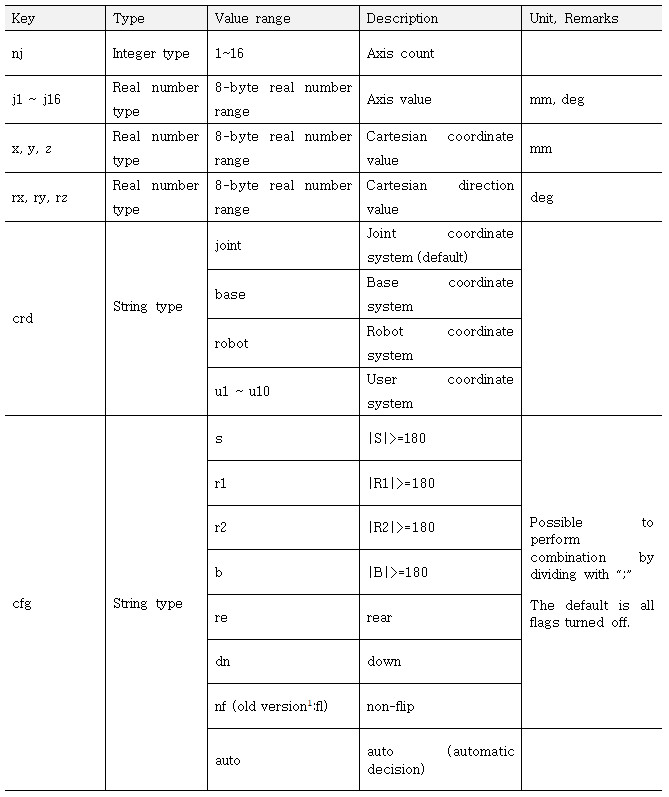 Key Type Value range Description Unit, Remarks
nj Integer type 1~16 Axis count
j1 ~ j16 Real number type 8-byte real number range Axis value mm, deg
x, y, z Real number type 8-byte real number range Cartesian coordinate value mm
rx, ry, rz Real number type 8-byte real number range Cartesian direction value deg
crd String type
joint Joint coordinate system (default)
base Base coordinate system
robot Robot coordinate system
u1 ~ u10 User coordinate system
cfg String type
s |S|>=180
r1 |R1|>=180
r2 |R2|>=180
b |B|>=180
re rear
dn down
nf (old version¹:fl) non-flip
Possible to
perform
combination by
dividing with “;”
The default is all
flags turned off.
auto auto (automatic decision)